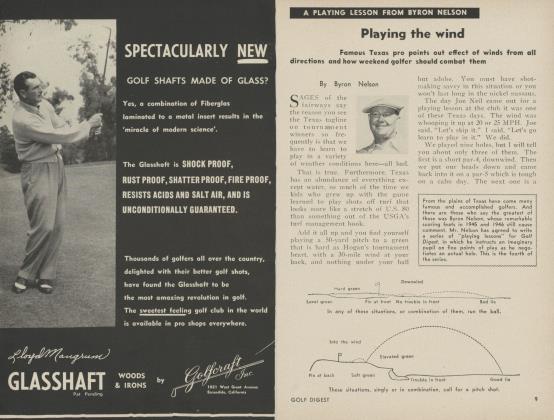 SPECTACULARLY NEW
GOLF SHAFTS MADE OF GLASS?
Yes, a combination of Fiberglas
laminated to a metal insert results in the
'miracle of modern science'.
The Glasshaft is SHOCK PROOF,
RUST PROOF, SHATTER PROOF, FIRE PROOF,
RESISTS ACIDS AND SALT AIR, AND IS
UNCONDITIONALLY GUARANTEED.
Thousands of golfers all over the country,
delighted with their better golf shots,
have found the Glasshaft to be
the most amazing revolution in golf.
The sweetest feeling golf club in the world
is available in pro shops everywhere.
Lloyd Mangrum
GLASSHAFT WOODS & IRONS by Golfcraft Inc.
Pat Pending
1021 West Grant Avenue
Escondido, California
A PLAYING LESSON FROM BYRON NELSON
Playing the wind
Famous Texas pro points out effect of winds from all
directions and how weekend golfer should combat them
By Byron Nelson
SAGES of the
fairways say
the reason you see
the Texas tagline
on tournament
winners so fre-
quently is that we
have to learn to
play in a variety
of weather conditions here—all bad.
That is true. Furthermore, Texas
has an abundance of everything ex-
cept water, so much of the time we
kids who grew up with the game
learned to play shots off turf that
looks more like a stretch of U.S. 80
than something out of the USGA's
turf management book.
Add it all up and you find yourself
playing a 50-yard pitch to a green
that is hard as Hogan's tournament
heart, with a 30-mile wind at your
back, and nothing under your ball
but adobe. You must have shot-
making savvy in this situation or you
won't last long in the nickel nassaus.
The day Joe Neil came out for a
playing lesson at the club it was one
of these Texas days. The wind was
whooping it up at 20 or 25 MPH. Joe
said, "Let's skip it." I said, "Let's go
learn to play in it." We did.
We played nine holes, but I will tell
you about only three of them. The
first is a short par-4, downwind. Then
we put our heads down and came
back into it on a par-5 which is tough
on a calm day. The next one is a
From the plains of Texas have come many
famous and accomplished golfers. And
there are those who say the greatest of
these was Byron Nelson, whose remarkable
scoring feats in 1945 and 1946 still cause
comment. Mr. Nelson has agreed to write
a series of "playing lessons" for Golf
Digest, in which he instructs an imaginary
pupil on fine points of play as he nego-
tiates an actual hole. This is the fourth of
the series.
Downwind
Hard green
Level green Pin at front No trouble in front Bad lie
In any of these situations, or combination of them, run the ball.
Into the wind
Elevated green
Pin at back Soft green Trouble in front Good lie
These situations, singly or in combination, call for a pitch shot.
GOLF DIGEST 9